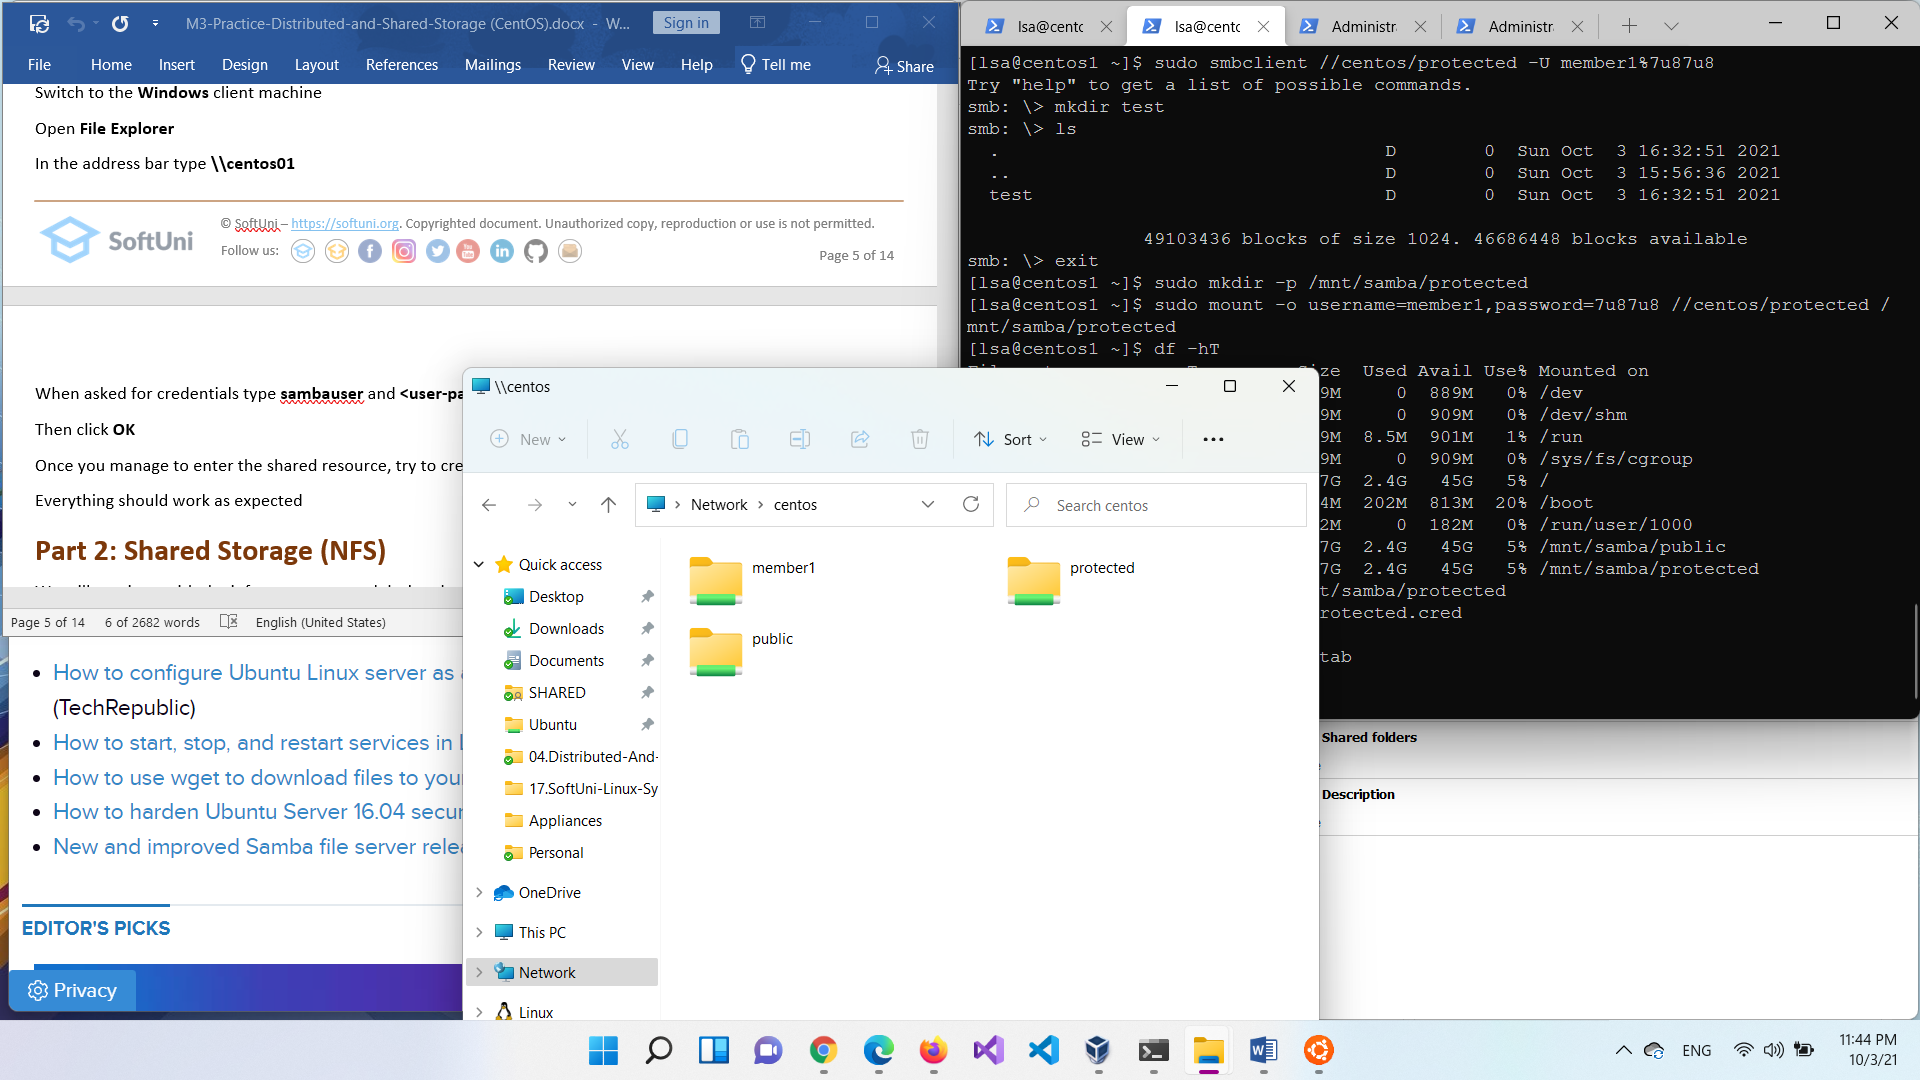 M3-Practice-Distributed-and-Shared-Storage (CentOS).docx - W...
Sign in
File Home Insert Design Layout References Mailings Review View Help Tell me Share
Switch to the Windows client machine
Open File Explorer
In the address bar type \\centos01
© SoftUni – https://softuni.org. Copyrighted document. Unauthorized copy, reproduction or use is not permitted.
SoftUni
Follow us:
Page 5 of 14
When asked for credentials type sambauser and <user-pa
Then click OK
Once you manage to enter the shared resource, try to cre
Everything should work as expected
Part 2: Shared Storage (NFS)
Page 5 of 14 6 of 2682 words English (United States)
How to configure Ubuntu Linux server as
(TechRepublic)
How to start, stop, and restart services in
How to use wget to download files to you
How to harden Ubuntu Server 16.04 secur
New and improved Samba file server relea
EDITOR'S PICKS
Privacy
lsa@cento
lsa@cento
Administra
Administra
[lsa@centos1 ~]$ sudo smbclient //centos/protected -U member1%7u87u8
Try "help" to get a list of possible commands.
smb: \> mkdir test
smb: \> ls
. D 0 Sun Oct 3 16:32:51 2021
.. D 0 Sun Oct 3 15:56:36 2021
test D 0 Sun Oct 3 16:32:51 2021
49103436 blocks of size 1024. 46686448 blocks available
smb: \> exit
[lsa@centos1 ~]$ sudo mkdir -p /mnt/samba/protected
[lsa@centos1 ~]$ sudo mount -o username=member1,password=7u87u8 //centos/protected /
mnt/samba/protected
[lsa@centos1 ~]$ df -hT
Size Used Avail Use% Mounted on
9M 0 889M 0% /dev
9M 0 909M 0% /dev/shm
9M 8.5M 901M 1% /run
9M 0 909M 0% /sys/fs/cgroup
7G 2.4G 45G 5% /
4M 202M 813M 20% /boot
2M 0 182M 0% /run/user/1000
7G 2.4G 45G 5% /mnt/samba/public
7G 2.4G 45G 5% /mnt/samba/protected
t/samba/protected
rotected.cred
tab
\\centos
New Sort View
Network > centos
Search centos
Quick access
Desktop
Downloads
Documents
SHARED
Ubuntu
04.Distributed-And-
17.SoftUni-Linux-Sy
Appliances
Personal
OneDrive
This PC
Network
Linux
member1
protected
public
Shared folders
Description
ENG
11:44 PM
10/3/21